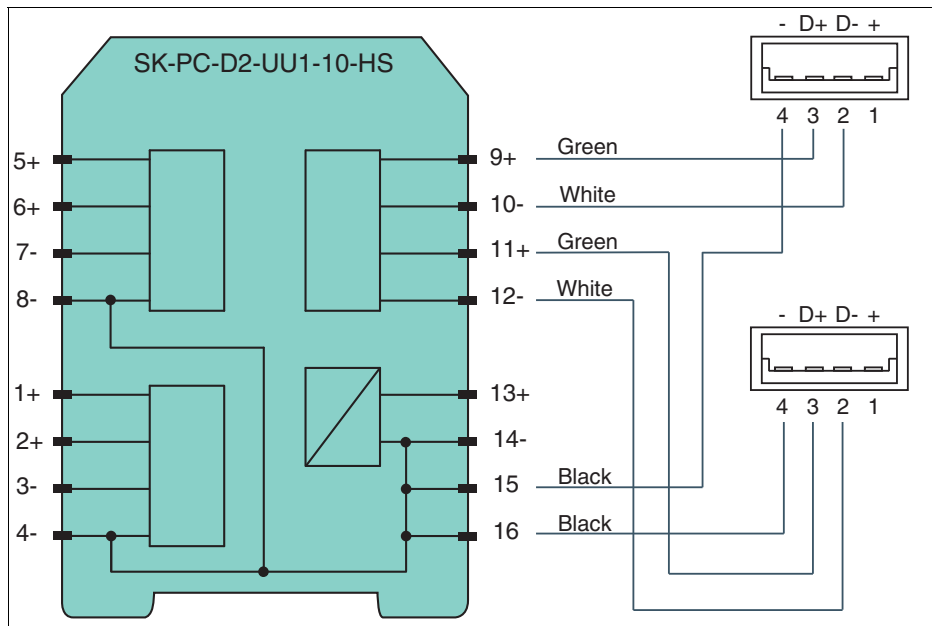 SK-PC-D2-UU1-10-HS
- D+ D- +
4 3 2 1
5+
6+
7-
8-
1+
2+
3-
4-
9+ Green
10- White
11+ Green
12- White
13+
14-
15 Black
16 Black
- D+ D- +
4 3 2 1